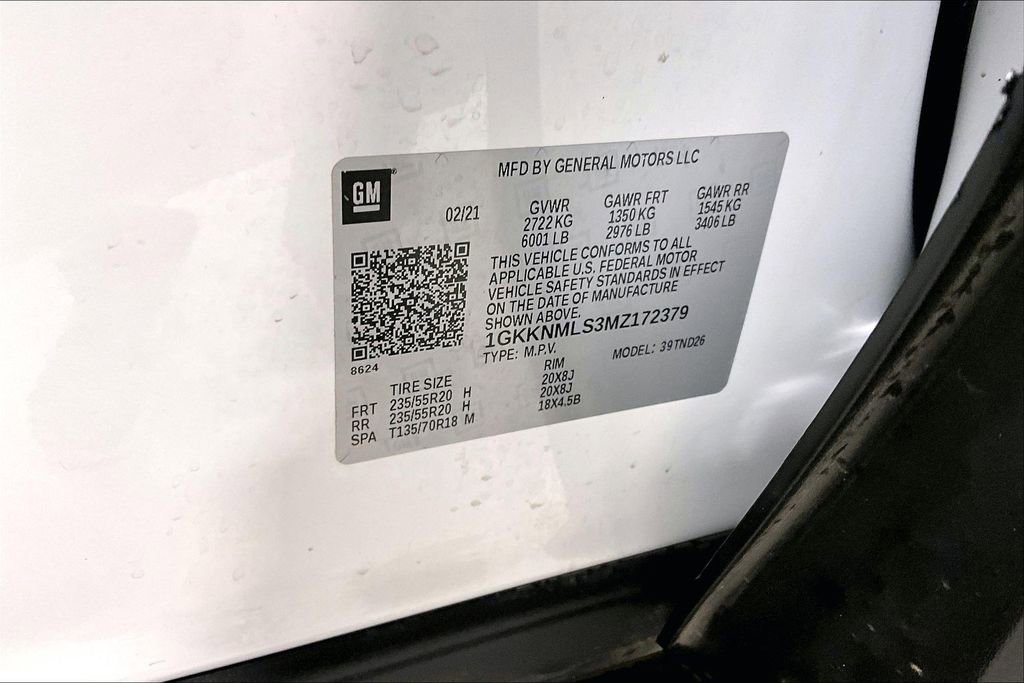 MFD BY GENERAL MOTORS LLC
GM
02/21
GVWR GAWR FRT GAWR RR
2722 KG 1350 KG 1545 KG
6001 LB 2976 LB 3406 LB
THIS VEHICLE CONFORMS TO ALL
APPLICABLE U.S. FEDERAL MOTOR
VEHICLE SAFETY STANDARDS IN EFFECT
ON THE DATE OF MANUFACTURE
SHOWN ABOVE.
1GKKNMLS3MZ172379
TYPE: M.P.V. MODEL: 39TND26
8624
TIRE SIZE RIM
FRT 235/55R20 H 20X8J
RR 235/55R20 H 20X8J
SPA T135/70R18 M 18X4.5B